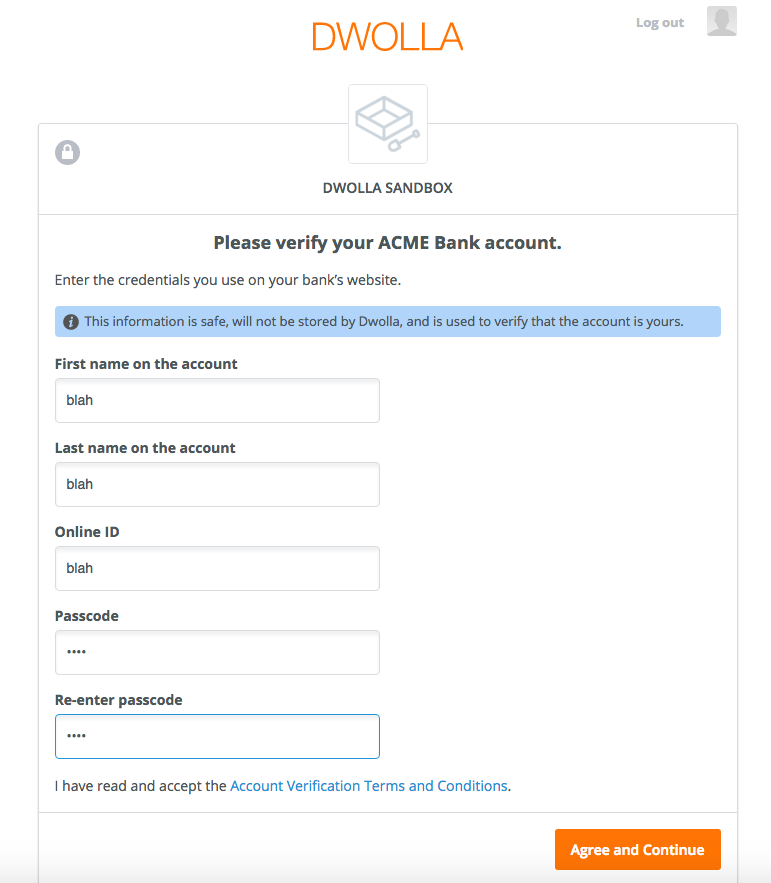 Log out
DWOLLA
DWOLLA SANDBOX
Please verify your ACME Bank account.
Enter the credentials you use on your bank's website.
i This information is safe, will not be stored by Dwolla, and is used to verify that the account is yours.
First name on the account
blah
Last name on the account
blah
Online ID
blah
Passcode
••••
Re-enter passcode
••••
I have read and accept the Account Verification Terms and Conditions.
Agree and Continue